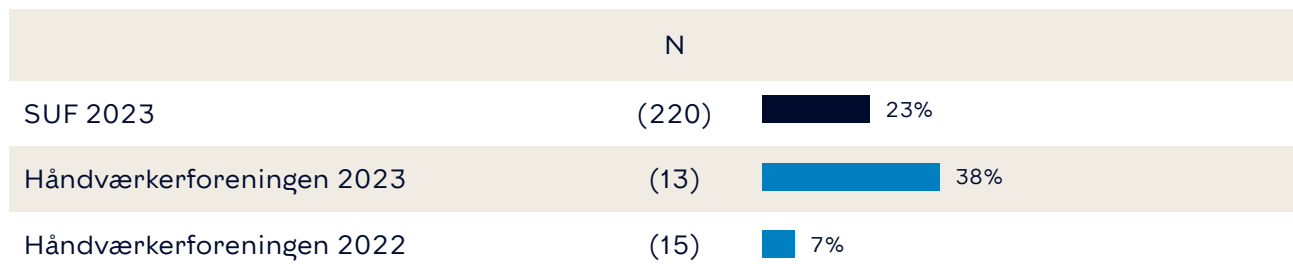 N
SUF 2023 (220) 23%
Håndværkerforeningen 2023 (13) 38%
Håndværkerforeningen 2022 (15) 7%